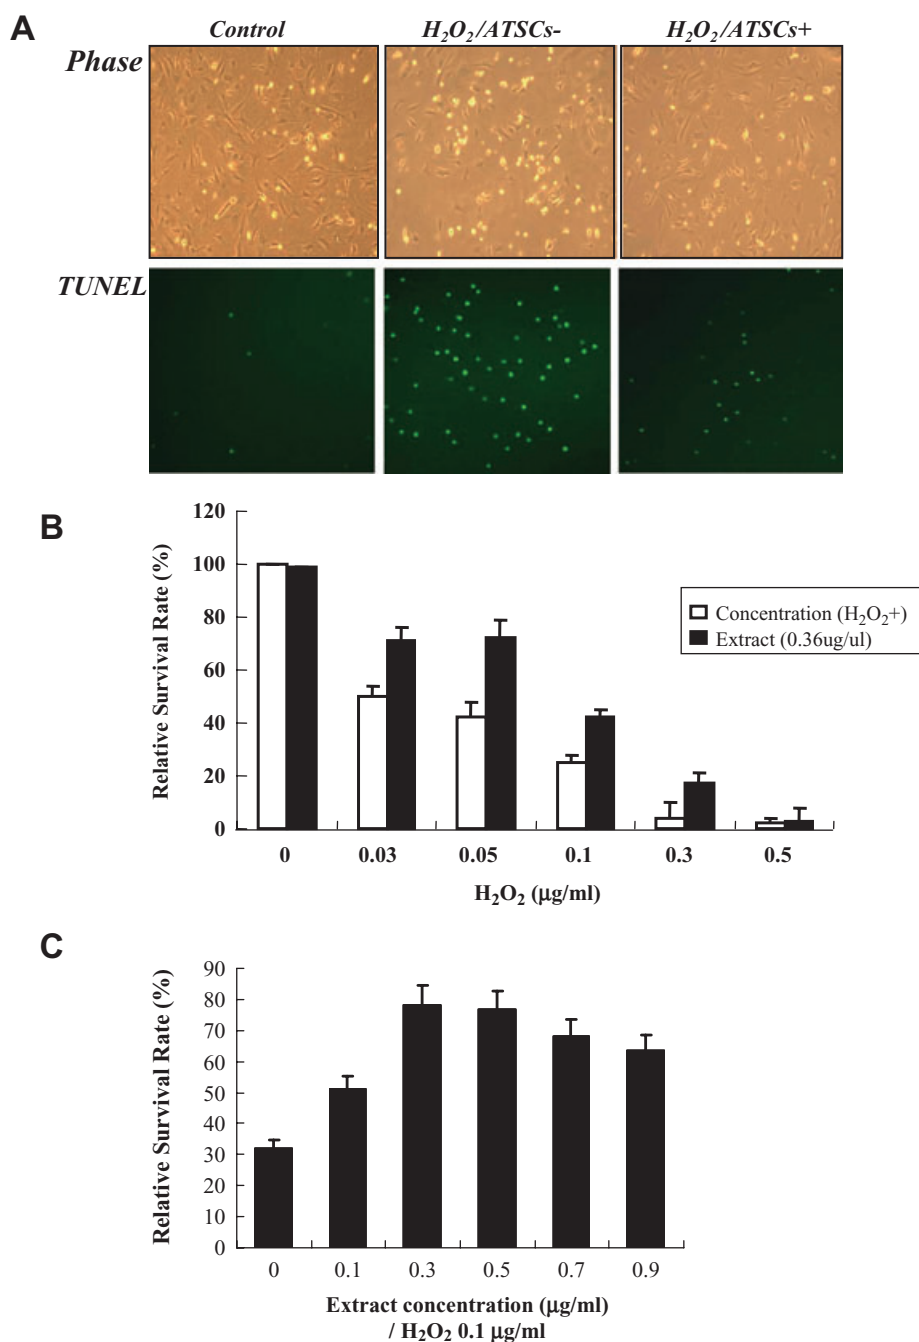 A
Control
H₂O₂/ATSCs-
H₂O₂/ATSCs+
Phase
TUNEL
B
Relative Survival Rate (%)
120
100
80
60
40
20
0
0 0.03 0.05 0.1 0.3 0.5
H₂O₂ (μg/ml)
Concentration (H₂O₂+)
Extract (0.36ug/ul)
C
Relative Survival Rate (%)
90
80
70
60
50
40
30
20
10
0
0 0.1 0.3 0.5 0.7 0.9
Extract concentration (μg/ml)
/ H₂O₂ 0.1 μg/ml